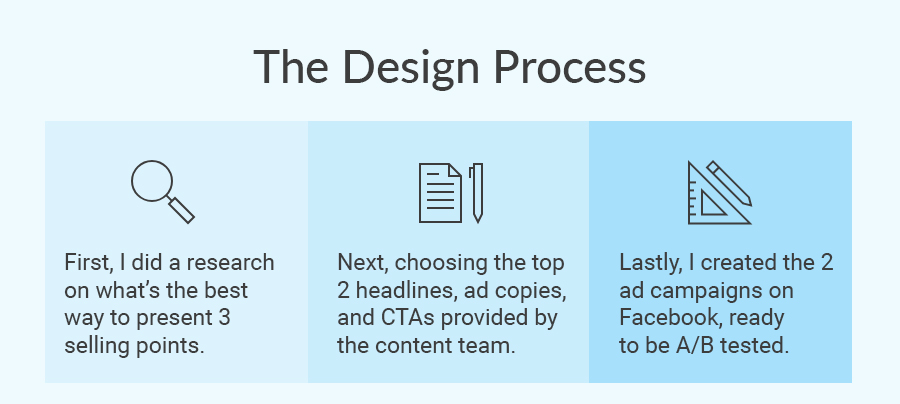 The Design Process
First, I did a research
on what’s the best
way to present 3
selling points.
Next, choosing the top
2 headlines, ad copies,
and CTAs provided by
the content team.
Lastly, I created the 2
ad campaigns on
Facebook, ready
to be A/B tested.